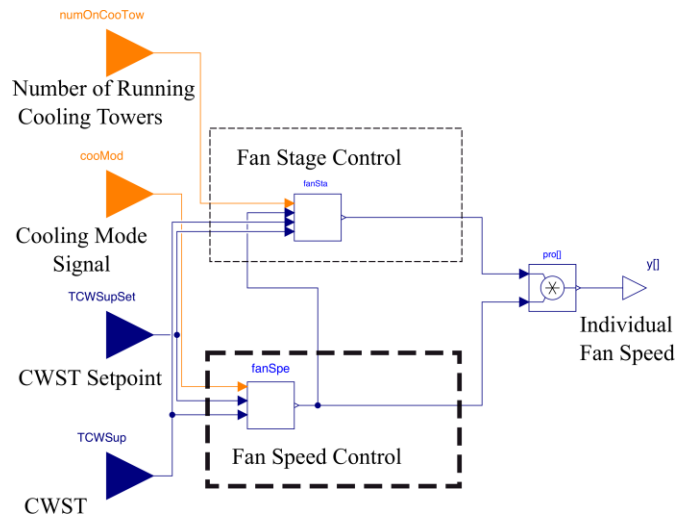 numOnCooTow
Number of Running
Cooling Towers
Fan Stage Control
fanSta
cooMod
Cooling Mode
Signal
pro[]
y[]
TCWSupSet
Individual
Fan Speed
CWST Setpoint
fanSpe
TCWSup
Fan Speed Control
CWST